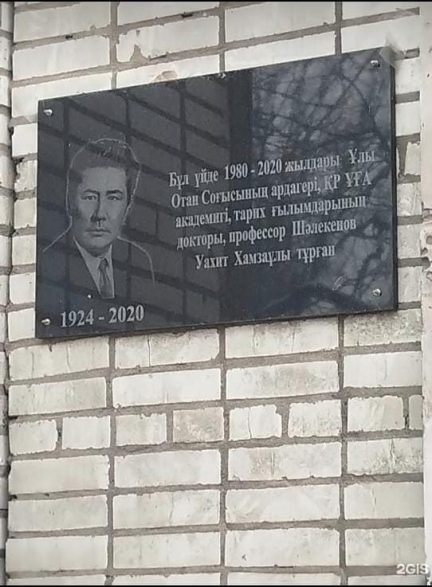 Бұл үйде 1980 - 2020 жылдары Ұлы
Отан Соғысының ардагері, ҚР ҰҒА
академигі, тарих ғылымдарының
докторы, профессор Шәлекенов
Уахит Хамзаұлы тұрған
1924 - 2020
2GIS